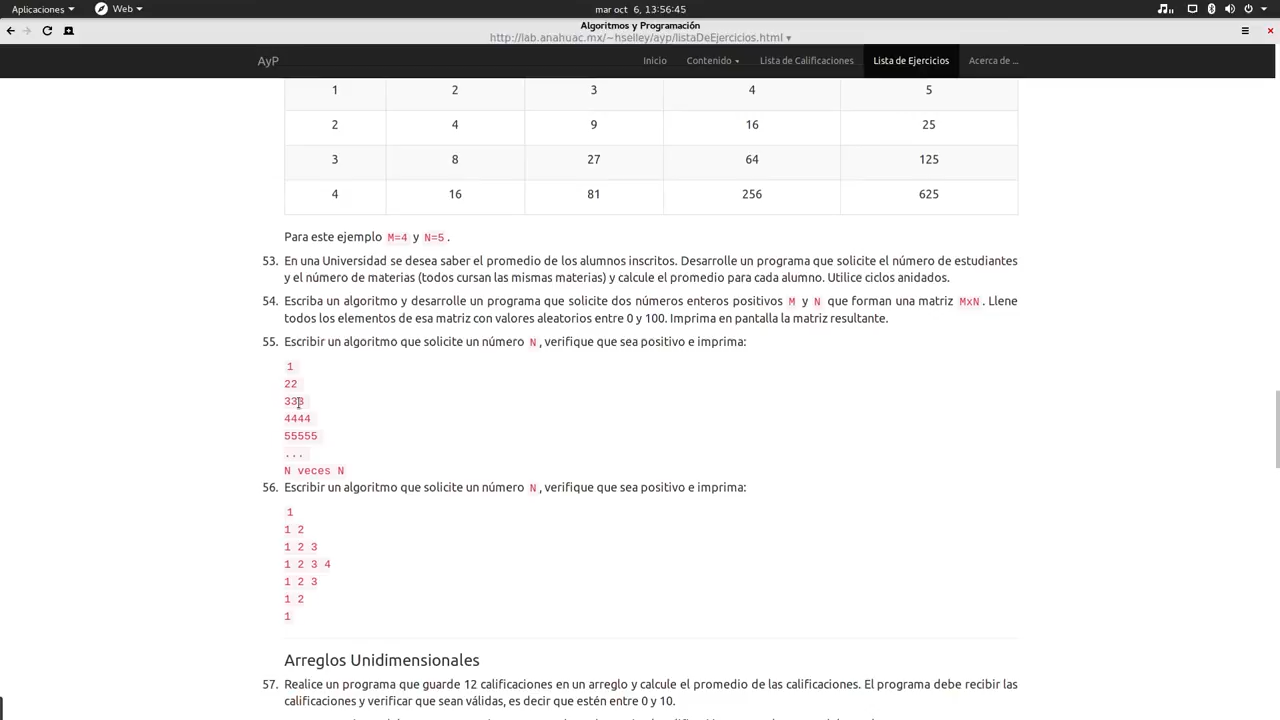 Aplicaciones Web mar oct 6, 13:56:45
Algoritmos y Programación
http://lab.anahuac.mx/~hselley/ayp/listaDeEjercicios.html
AyP Inicio Contenido Lista de Calificaciones Lista de Ejercicios Acerca de ...
1 2 3 4 5
2 4 9 16 25
3 8 27 64 125
4 16 81 256 625
Para este ejemplo M=4 y N=5 .
53. En una Universidad se desea saber el promedio de los alumnos inscritos. Desarrolle un programa que solicite el número de estudiantes
y el número de materias (todos cursan las mismas materias) y calcule el promedio para cada alumno. Utilice ciclos anidados.
54. Escriba un algoritmo y desarrolle un programa que solicite dos números enteros positivos M y N que forman una matriz MxN . Llene
todos los elementos de esa matriz con valores aleatorios entre 0 y 100. Imprima en pantalla la matriz resultante.
55. Escribir un algoritmo que solicite un número N , verifique que sea positivo e imprima:
1
22
333
4444
55555
...
N veces N
56. Escribir un algoritmo que solicite un número N , verifique que sea positivo e imprima:
1
1 2
1 2 3
1 2 3 4
1 2 3
1 2
1
Arreglos Unidimensionales
57. Realice un programa que guarde 12 calificaciones en un arreglo y calcule el promedio de las calificaciones. El programa debe recibir las
calificaciones y verificar que sean válidas, es decir que estén entre 0 y 10.